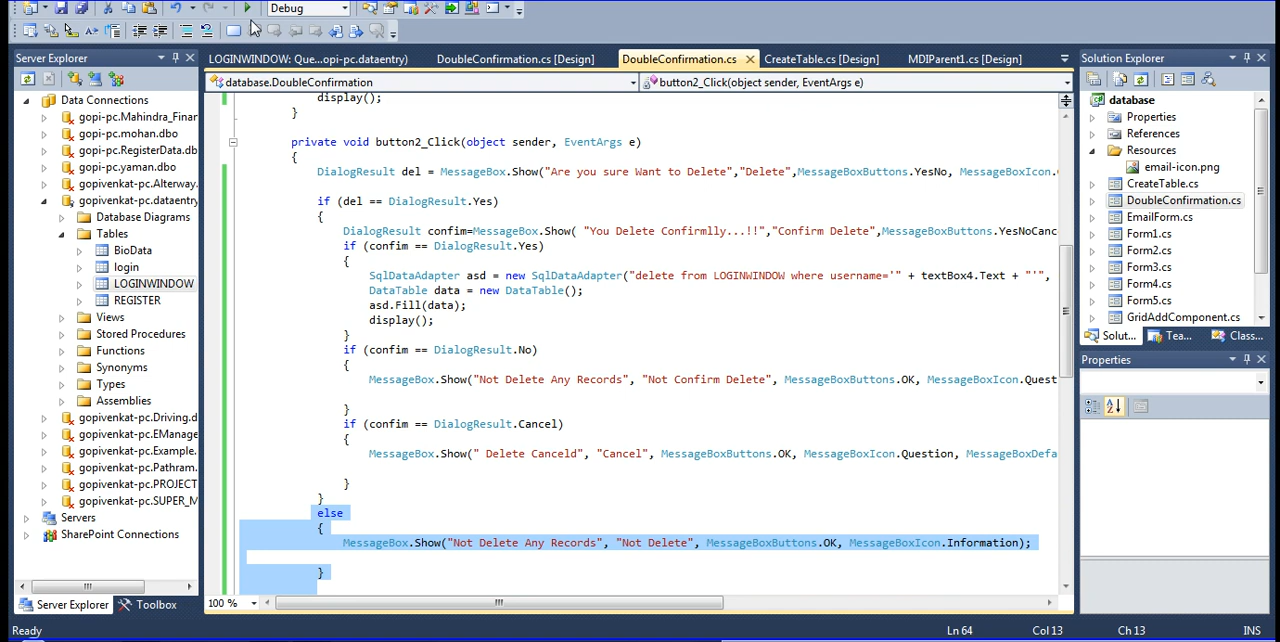 Debug
Server Explorer
Data Connections
gopi-pc.Mahindra_Finar
gopi-pc.mohan.dbo
gopi-pc.RegisterData.db
gopi-pc.yaman.dbo
gopivenkat-pc.Alterway.
gopivenkat-pc.dataentry
Database Diagrams
Tables
BioData
login
LOGINWINDOW
REGISTER
Views
Stored Procedures
Functions
Synonyms
Types
Assemblies
gopivenkat-pc.Driving.d
gopivenkat-pc.EManage
gopivenkat-pc.Example.
gopivenkat-pc.Pathram.
gopivenkat-pc.PROJECT
gopivenkat-pc.SUPER_M
Servers
SharePoint Connections
Server Explorer Toolbox
LOGINWINDOW: Que...opi-pc.dataentry) DoubleConfirmation.cs [Design] DoubleConfirmation.cs CreateTable.cs [Design] MDIParent1.cs [Design]
database.DoubleConfirmation button2_Click(object sender, EventArgs e)
display();
}
private void button2_Click(object sender, EventArgs e)
{
DialogResult del = MessageBox.Show("Are you sure Want to Delete","Delete",MessageBoxButtons.YesNo, MessageBoxIcon.
if (del == DialogResult.Yes)
{
DialogResult confim=MessageBox.Show( "You Delete Confirmlly...!!","Confirm Delete",MessageBoxButtons.YesNoCanc
if (confim == DialogResult.Yes)
{
SqlDataAdapter asd = new SqlDataAdapter("delete from LOGINWINDOW where username='" + textBox4.Text + "'",
DataTable data = new DataTable();
asd.Fill(data);
display();
}
if (confim == DialogResult.No)
{
MessageBox.Show("Not Delete Any Records", "Not Confirm Delete", MessageBoxButtons.OK, MessageBoxIcon.Quest
}
if (confim == DialogResult.Cancel)
{
MessageBox.Show(" Delete Canceld", "Cancel", MessageBoxButtons.OK, MessageBoxIcon.Question, MessageBoxDefa
}
}
else
{
MessageBox.Show("Not Delete Any Records", "Not Delete", MessageBoxButtons.OK, MessageBoxIcon.Information);
}
100 %
Solution Explorer
database
Properties
References
Resources
email-icon.png
CreateTable.cs
DoubleConfirmation.cs
EmailForm.cs
Form1.cs
Form2.cs
Form3.cs
Form4.cs
Form5.cs
GridAddComponent.cs
Solut... Tea... Class...
Properties
Ready Ln 64 Col 13 Ch 13 INS